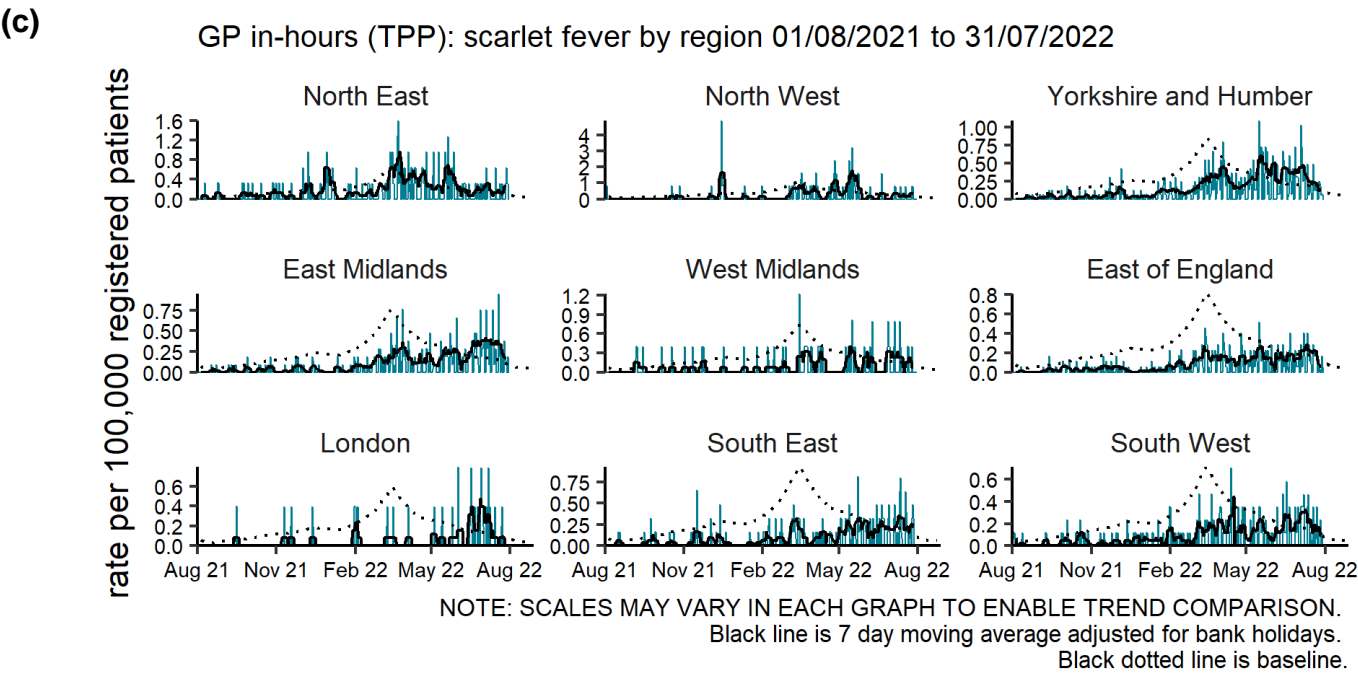 (c)
GP in-hours (TPP): scarlet fever by region 01/08/2021 to 31/07/2022
rate per 100,000 registered patients
North East
1.6
1.2
0.8
0.4
0.0
North West
4
3
2
1
0
Yorkshire and Humber
1.00
0.75
0.50
0.25
0.00
East Midlands
0.75
0.50
0.25
0.00
West Midlands
1.2
0.9
0.6
0.3
0.0
East of England
0.8
0.6
0.4
0.2
0.0
London
0.6
0.4
0.2
0.0
Aug 21 Nov 21 Feb 22 May 22 Aug 22
South East
0.75
0.50
0.25
0.00
Aug 21 Nov 21 Feb 22 May 22 Aug 22
South West
0.6
0.4
0.2
0.0
Aug 21 Nov 21 Feb 22 May 22 Aug 22
NOTE: SCALES MAY VARY IN EACH GRAPH TO ENABLE TREND COMPARISON.
Black line is 7 day moving average adjusted for bank holidays.
Black dotted line is baseline.